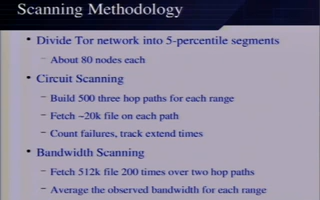 Scanning Methodology
• Divide Tor network into 5-percentile segments
– About 80 nodes each
• Circuit Scanning
– Build 500 three hop paths for each range
– Fetch ~20k file on each path
– Count failures, track extend times
• Bandwidth Scanning
– Fetch 512k file 200 times over two hop paths
– Average the observed bandwidth for each range